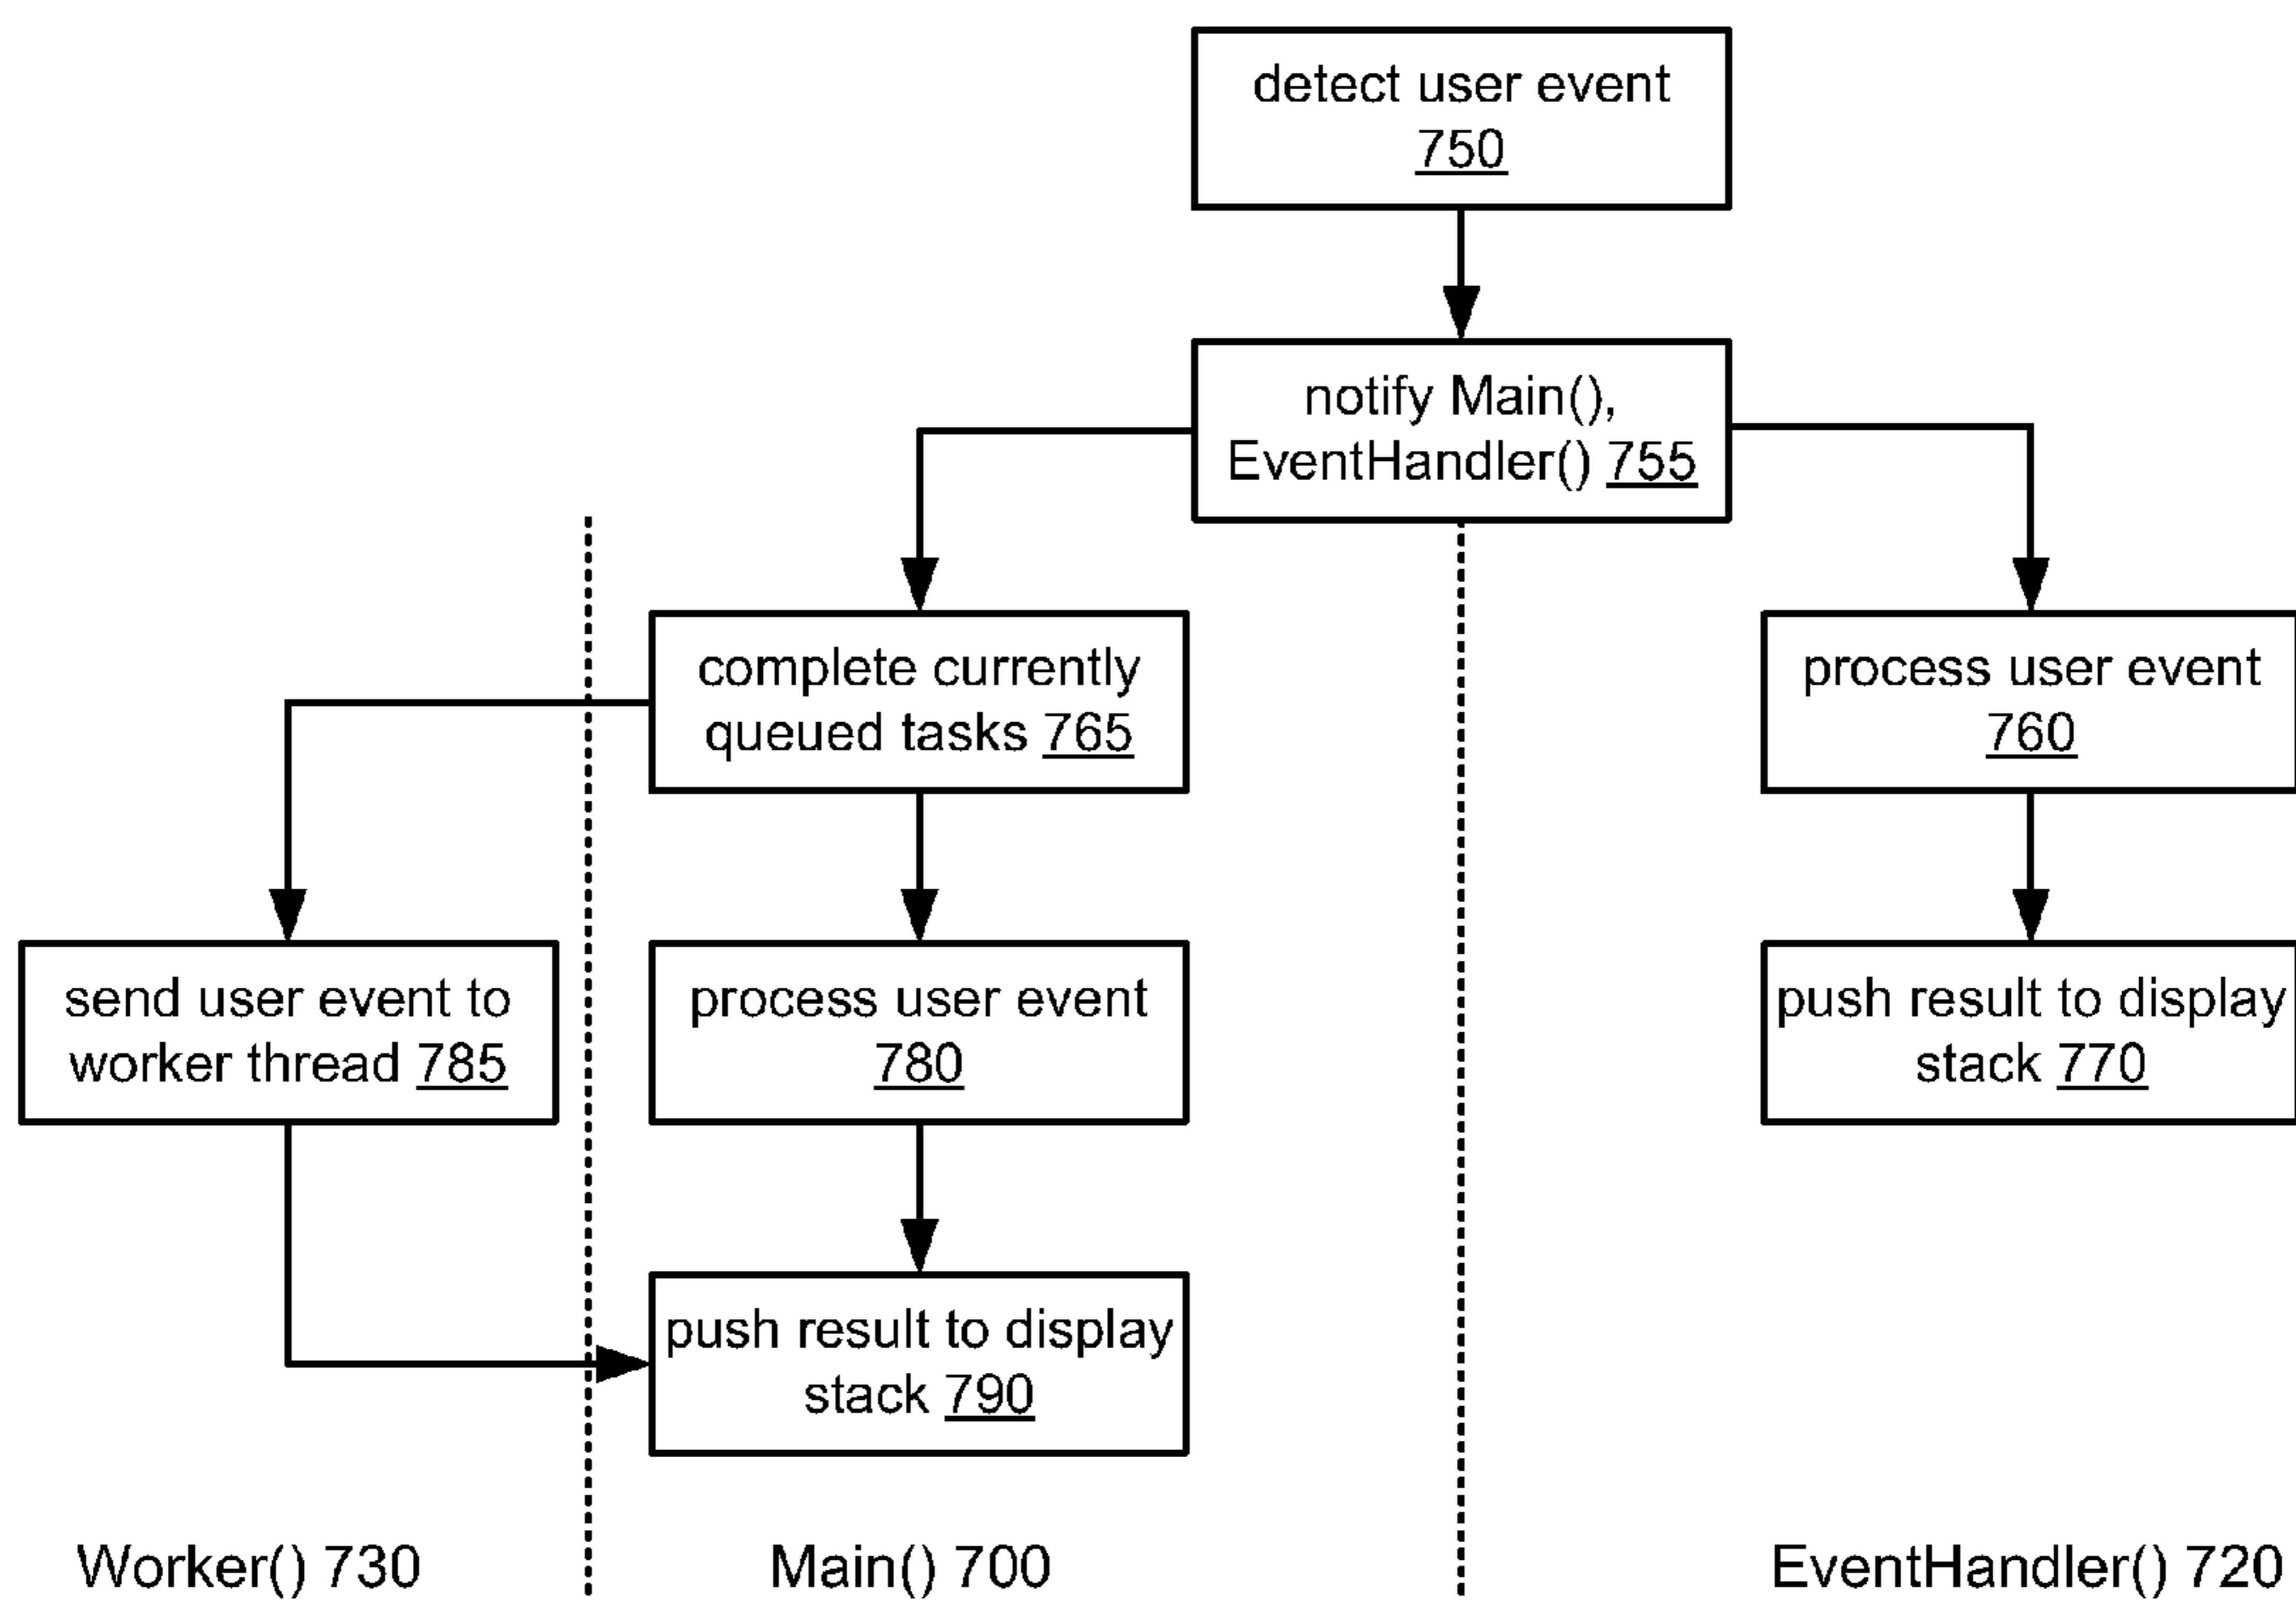 detect user event
750
notify Main(),
EventHandler() 755
complete currently
queued tasks 765
process user event
760
send user event to
worker thread 785
process user event
780
push result to display
stack 770
push result to display
stack 790
Worker() 730
Main() 700
EventHandler() 720